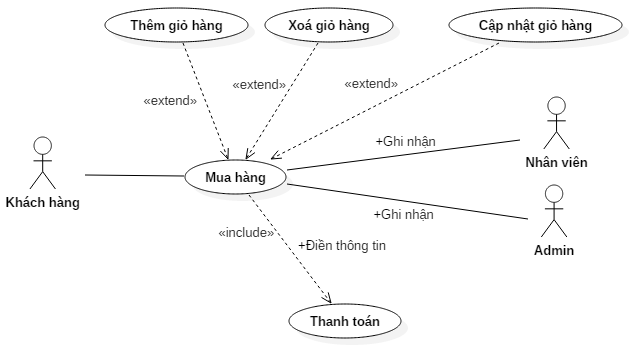 Thêm giỏ hàng
Xoá giỏ hàng
Cập nhật giỏ hàng
«extend»
«extend»
«extend»
+Ghi nhận
Nhân viên
Khách hàng
Mua hàng
+Ghi nhận
Admin
«include»
+Điền thông tin
Thanh toán